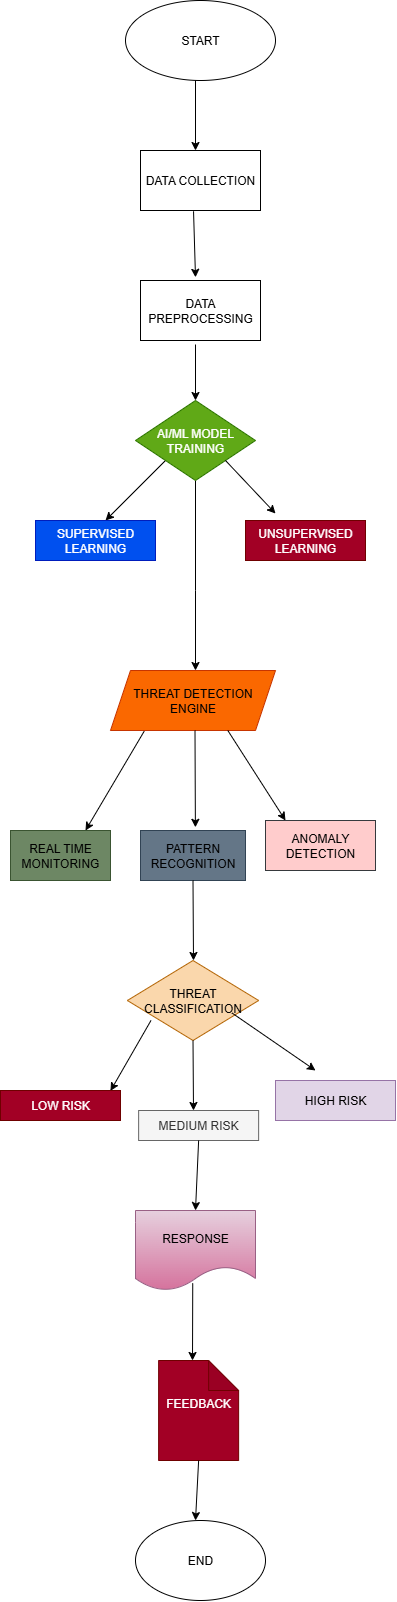 START
DATA COLLECTION
DATA
PREPROCESSING
AI/ML MODEL
TRAINING
SUPERVISED
LEARNING
UNSUPERVISED
LEARNING
THREAT DETECTION
ENGINE
REAL TIME
MONITORING
PATTERN
RECOGNITION
ANOMALY
DETECTION
THREAT
CLASSIFICATION
LOW RISK
MEDIUM RISK
HIGH RISK
RESPONSE
FEEDBACK
END